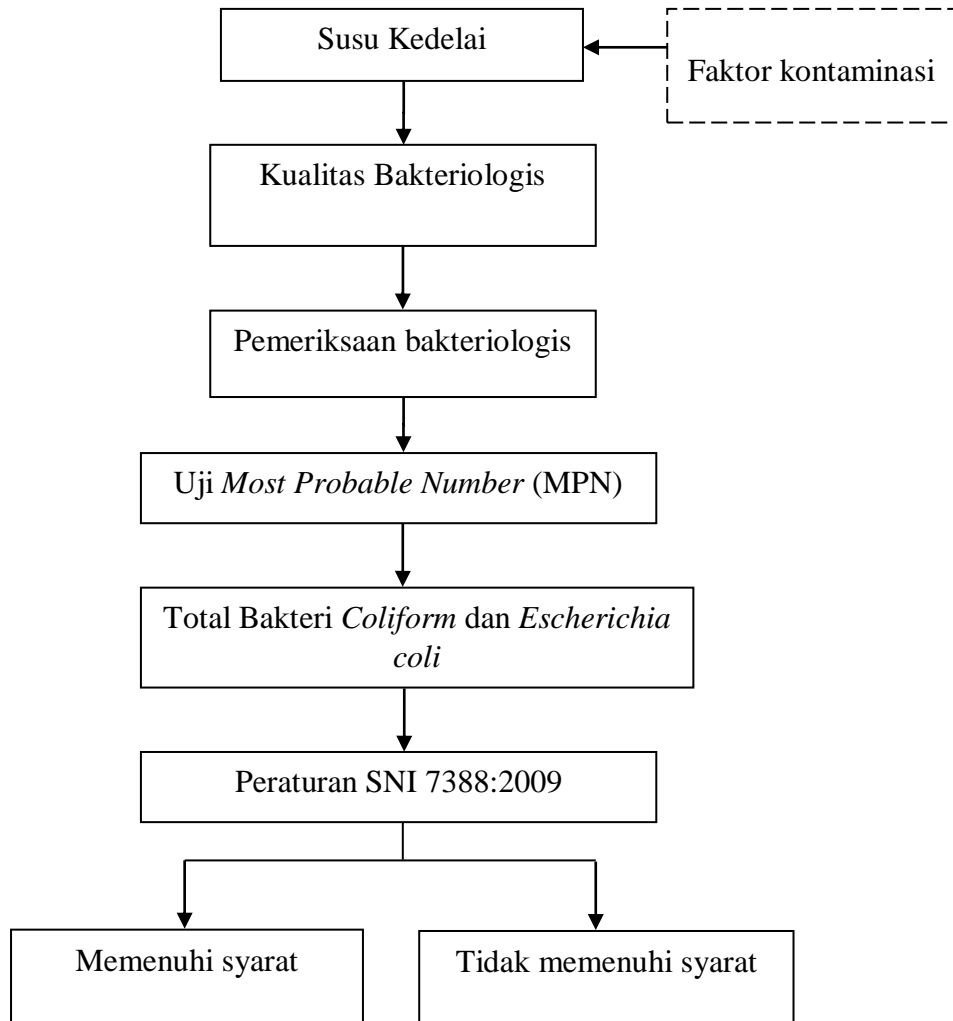 Susu Kedelai
Faktor kontaminasi
Kualitas Bakteriologis
Pemeriksaan bakteriologis
Uji Most Probable Number (MPN)
Total Bakteri Coliform dan Escherichia
coli
Peraturan SNI 7388:2009
Memenuhi syarat
Tidak memenuhi syarat